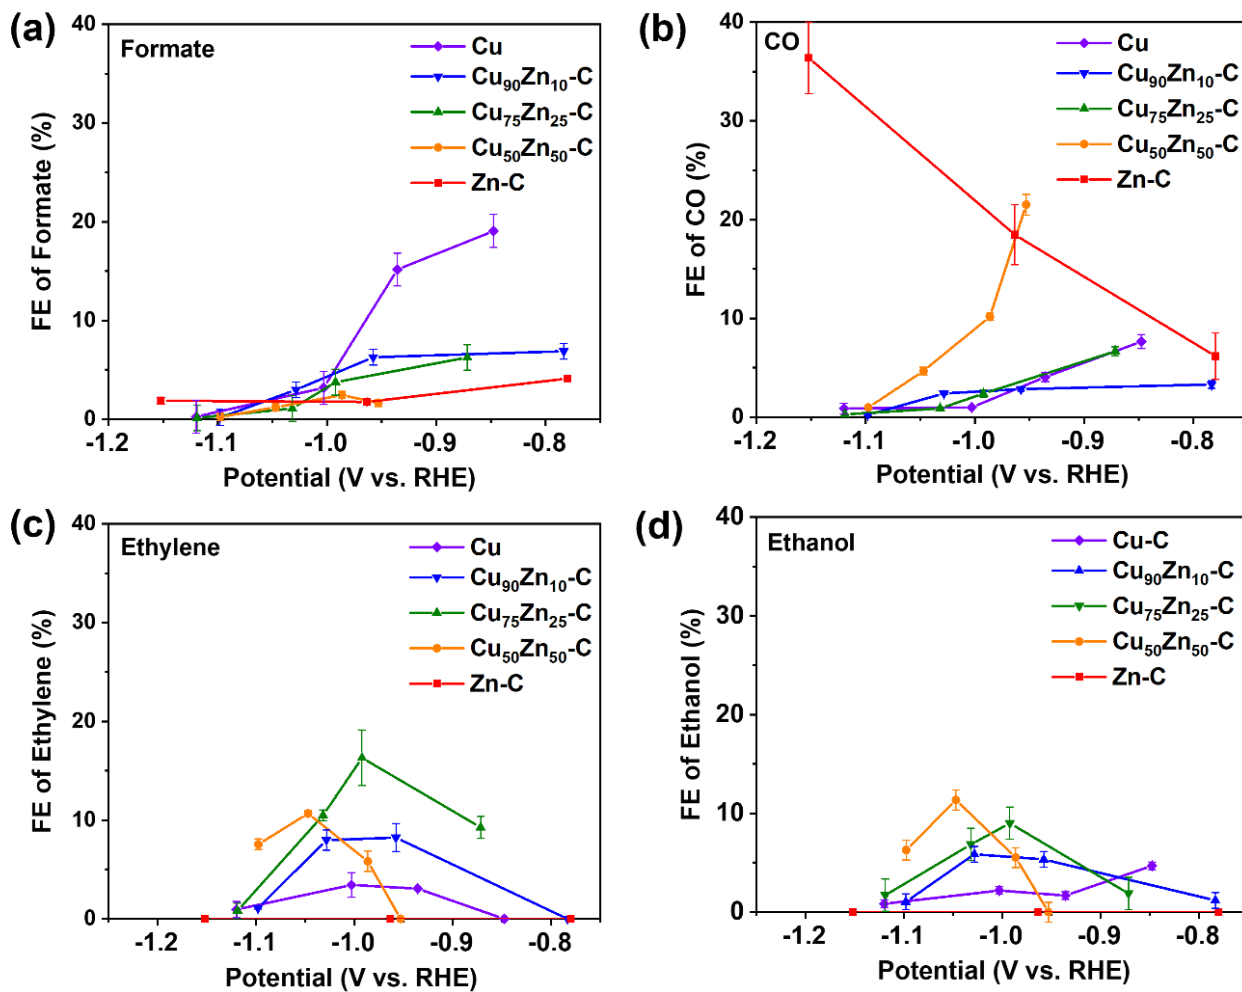 (a)
Formate
Cu
Cu90Zn10-C
Cu75Zn25-C
Cu50Zn50-C
Zn-C
40
30
20
10
0
FE of Formate (%)
-1.2
-1.1
-1.0
-0.9
-0.8
Potential (V vs. RHE)
(b)
CO
Cu
Cu90Zn10-C
Cu75Zn25-C
Cu50Zn50-C
Zn-C
40
30
20
10
0
FE of CO (%)
-1.2
-1.1
-1.0
-0.9
-0.8
Potential (V vs. RHE)
(c)
Ethylene
Cu
Cu90Zn10-C
Cu75Zn25-C
Cu50Zn50-C
Zn-C
40
30
20
10
0
FE of Ethylene (%)
-1.2
-1.1
-1.0
-0.9
-0.8
Potential (V vs. RHE)
(d)
Ethanol
Cu-C
Cu90Zn10-C
Cu75Zn25-C
Cu50Zn50-C
Zn-C
40
30
20
10
0
FE of Ethanol (%)
-1.2
-1.1
-1.0
-0.9
-0.8
Potential (V vs. RHE)